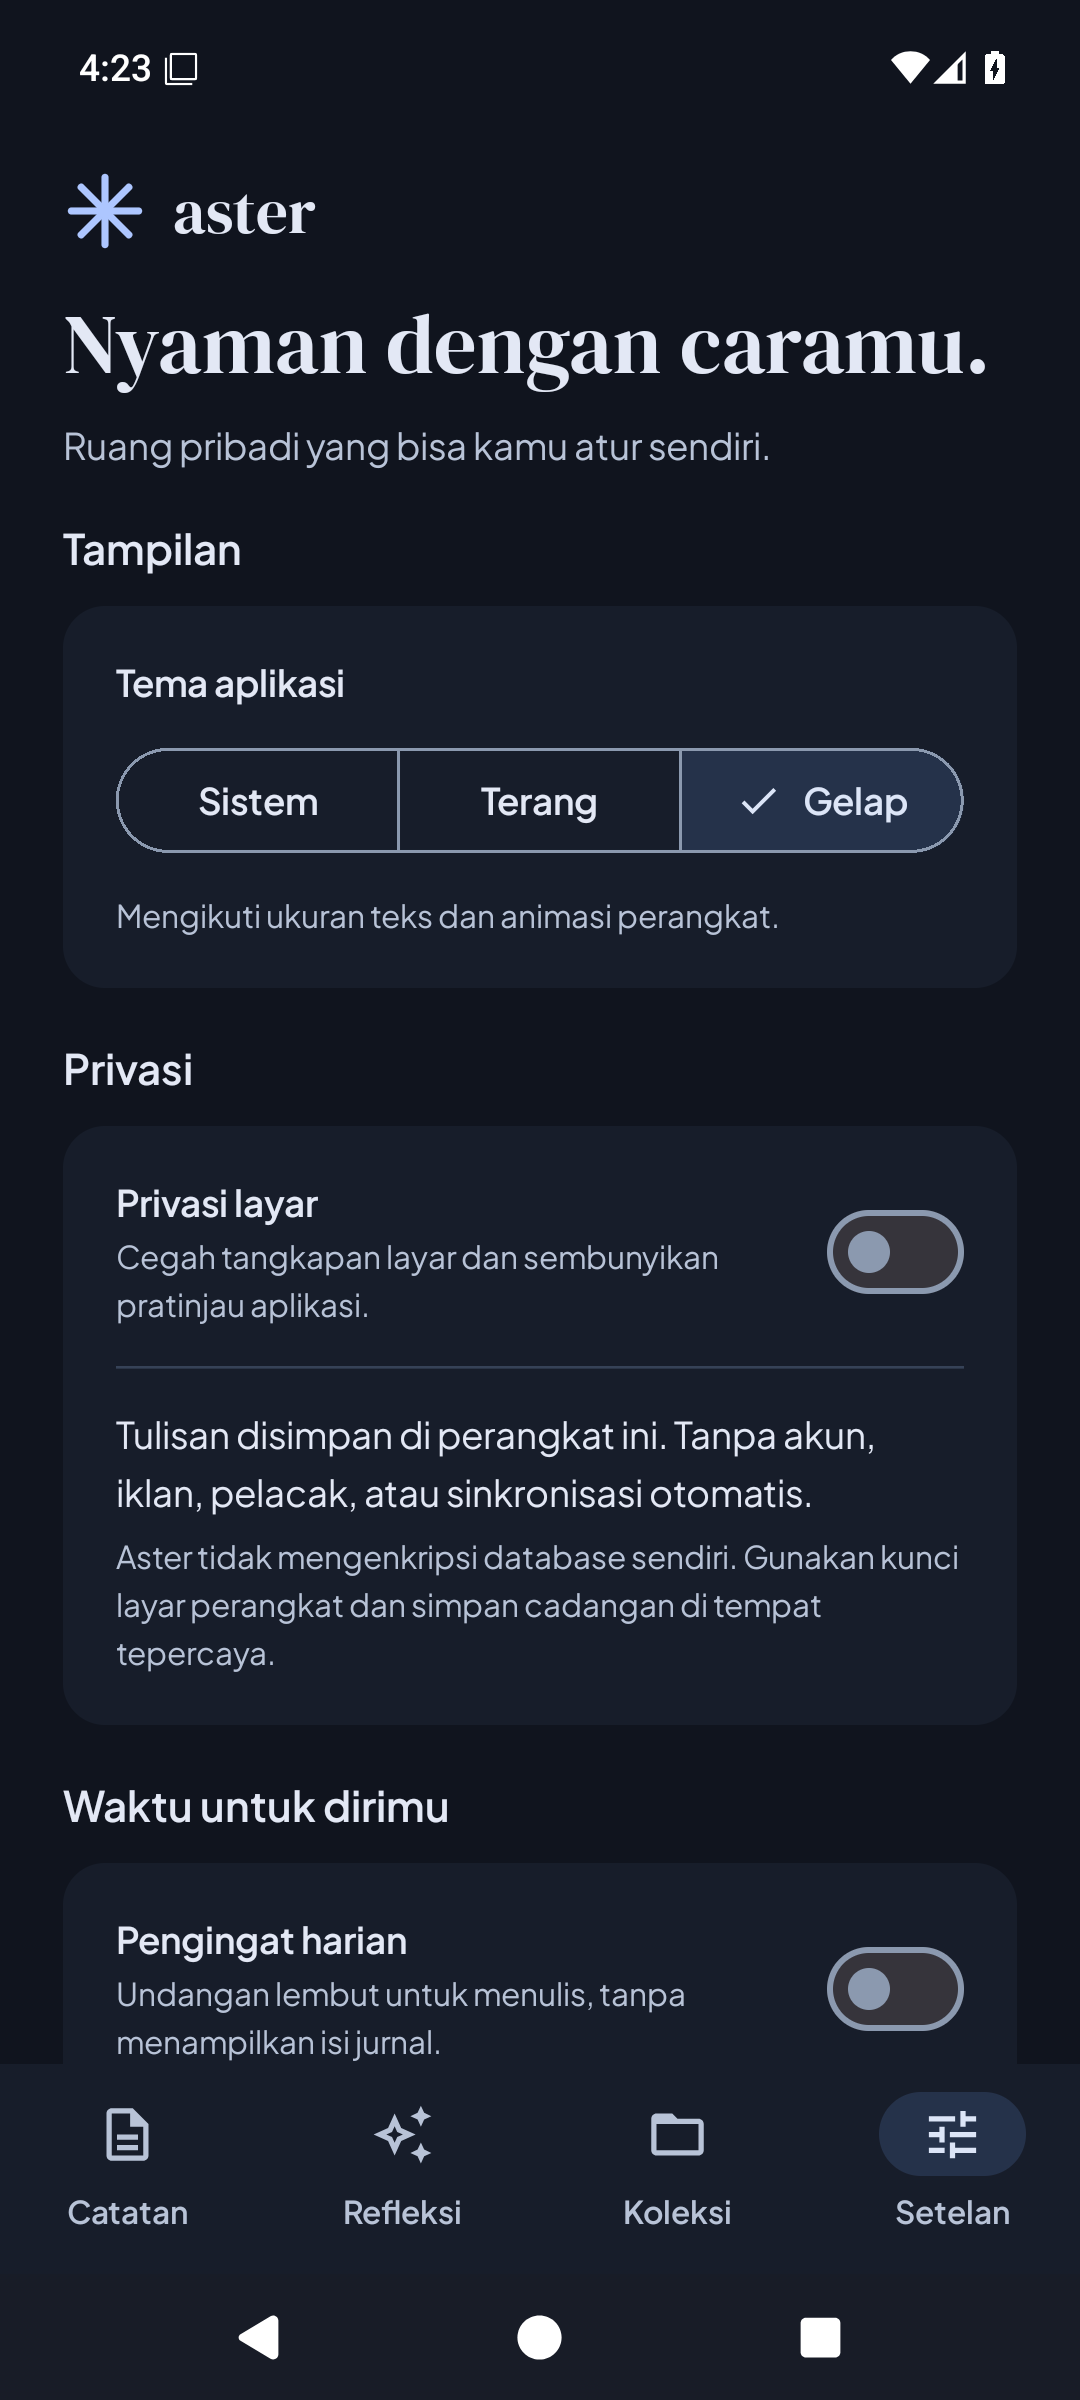 4:23
aster
Nyaman dengan caramu.
Ruang pribadi yang bisa kamu atur sendiri.
Tampilan
Tema aplikasi
Sistem
Terang
Gelap
Mengikuti ukuran teks dan animasi perangkat.
Privasi
Privasi layar
Cegah tangkapan layar dan sembunyikan
pratinjau aplikasi.
Tulisan disimpan di perangkat ini. Tanpa akun,
iklan, pelacak, atau sinkronisasi otomatis.
Aster tidak mengenkripsi database sendiri. Gunakan kunci
layar perangkat dan simpan cadangan di tempat
tepercaya.
Waktu untuk dirimu
Pengingat harian
Undangan lembut untuk menulis, tanpa
menampilkan isi jurnal.
Catatan
Refleksi
Koleksi
Setelan